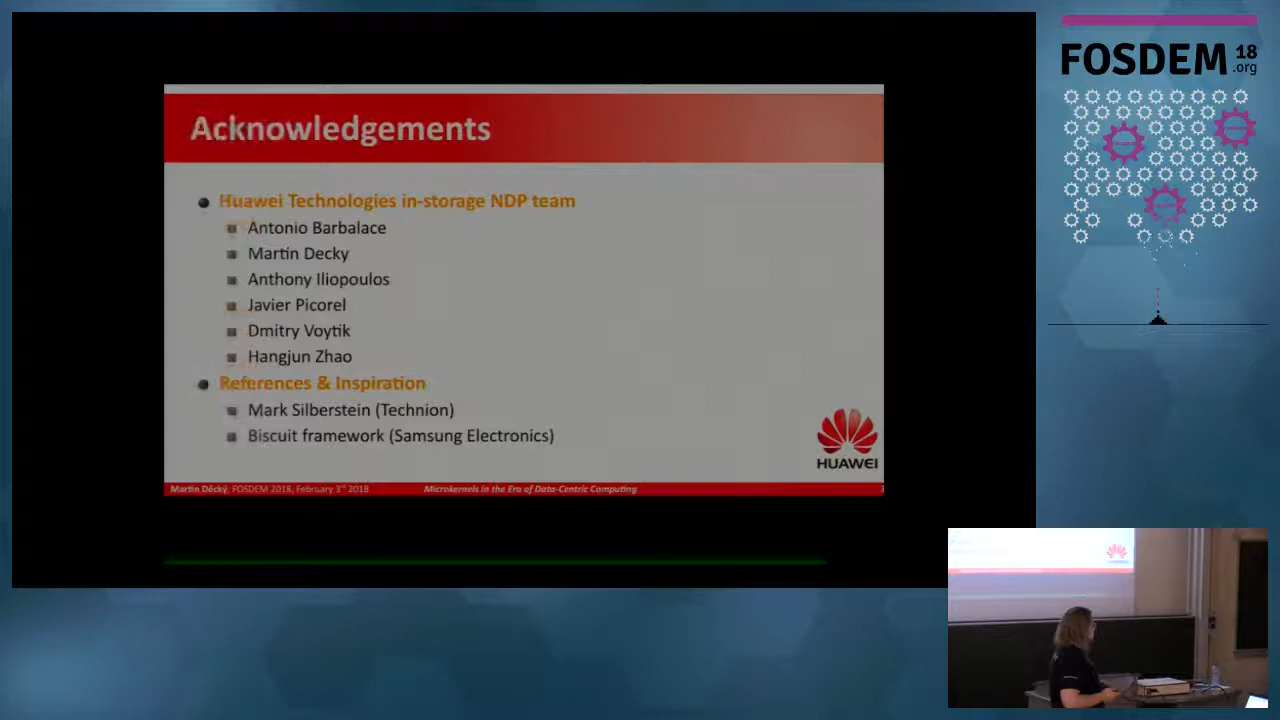 FOSDEM 18
.org
Acknowledgements
Huawei Technologies in-storage NDP team
Antonio Barbalace
Martin Decky
Anthony Iliopoulos
Javier Picorel
Dmitry Voytik
Hangjun Zhao
References & Inspiration
Mark Silberstein (Technion)
Biscuit framework (Samsung Electronics)
HUAWEI
Martin Děcký, FOSDEM 2018, February 3rd 2018 Microkernels in the Era of Data-Centric Computing